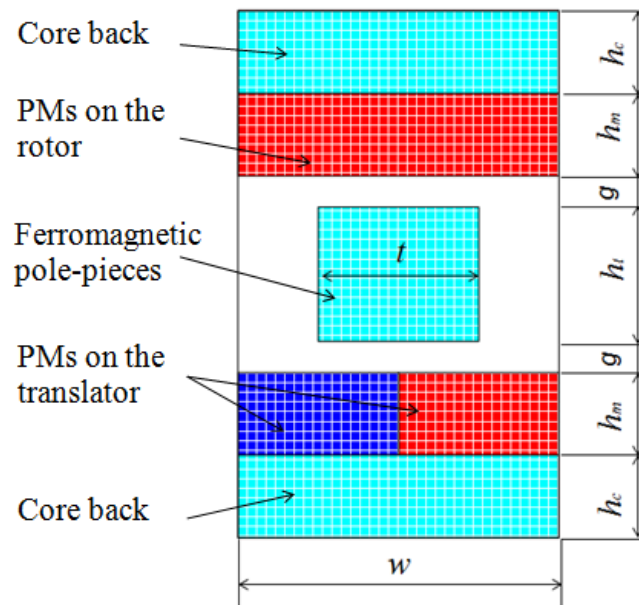 Core back
PMs on the
rotor
Ferromagnetic
pole-pieces
PMs on the
translator
Core back
t
w
hc
hm
g
ht
g
hm
hc